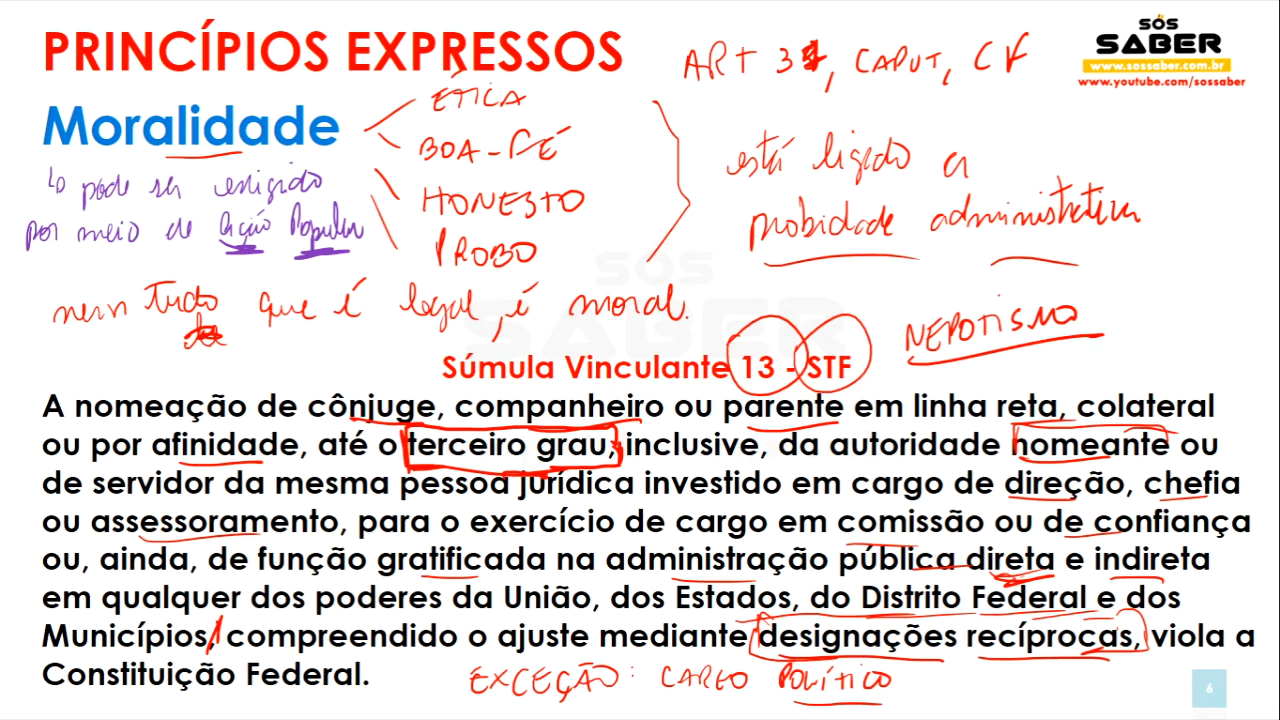 PRINCÍPIOS EXPRESSOS
ART 37, CAPUT, CF
SÓS
SABER
www.sossaber.com.br
www.youtube.com/sossaber
Moralidade
ÉTICA
BOA-FÉ
HONESTO
PROBO
está ligado a
probidade administrativa
↳ pode ser exigido
por meio de Ação Popular
nem tudo que é legal, é moral.
NEPOTISMO
SÓS
SABER
Súmula Vinculante 13 - STF
A nomeação de cônjuge, companheiro ou parente em linha reta, colateral
ou por afinidade, até o terceiro grau, inclusive, da autoridade nomeante ou
de servidor da mesma pessoa jurídica investido em cargo de direção, chefia
ou assessoramento, para o exercício de cargo em comissão ou de confiança
ou, ainda, de função gratificada na administração pública direta e indireta
em qualquer dos poderes da União, dos Estados, do Distrito Federal e dos
Municípios, compreendido o ajuste mediante designações recíprocas, viola a
Constituição Federal.
EXCEÇÃO: CARGO POLÍTICO
6